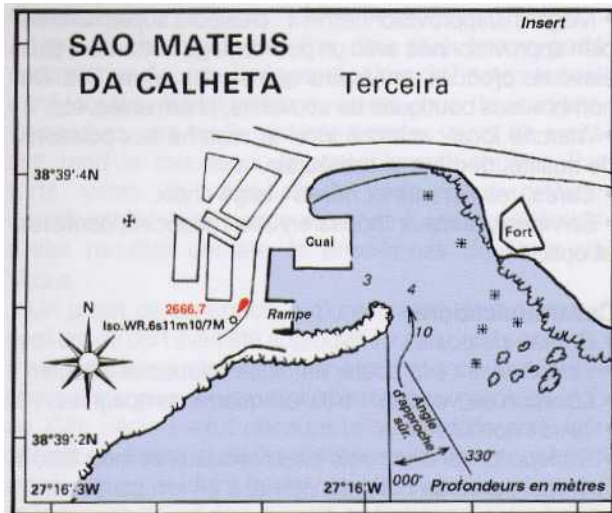 Insert
SAO MATEUS
DA CALHETA
Terceira
38°39'·4N
Fort
Cuai
3
4
2666.7
N
Rampe
Iso.WR.6s11m10/7M
10
Angle
d'approche
sûr.
38°39'·2N
330°
000°
Profondeurs en mètres
27°16'·3W
27°16'W